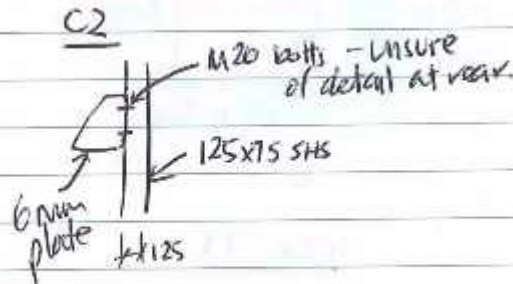 C2
M20 bolts - unsure
of detail at rear.
125x75 SHS
6mm
plate
125